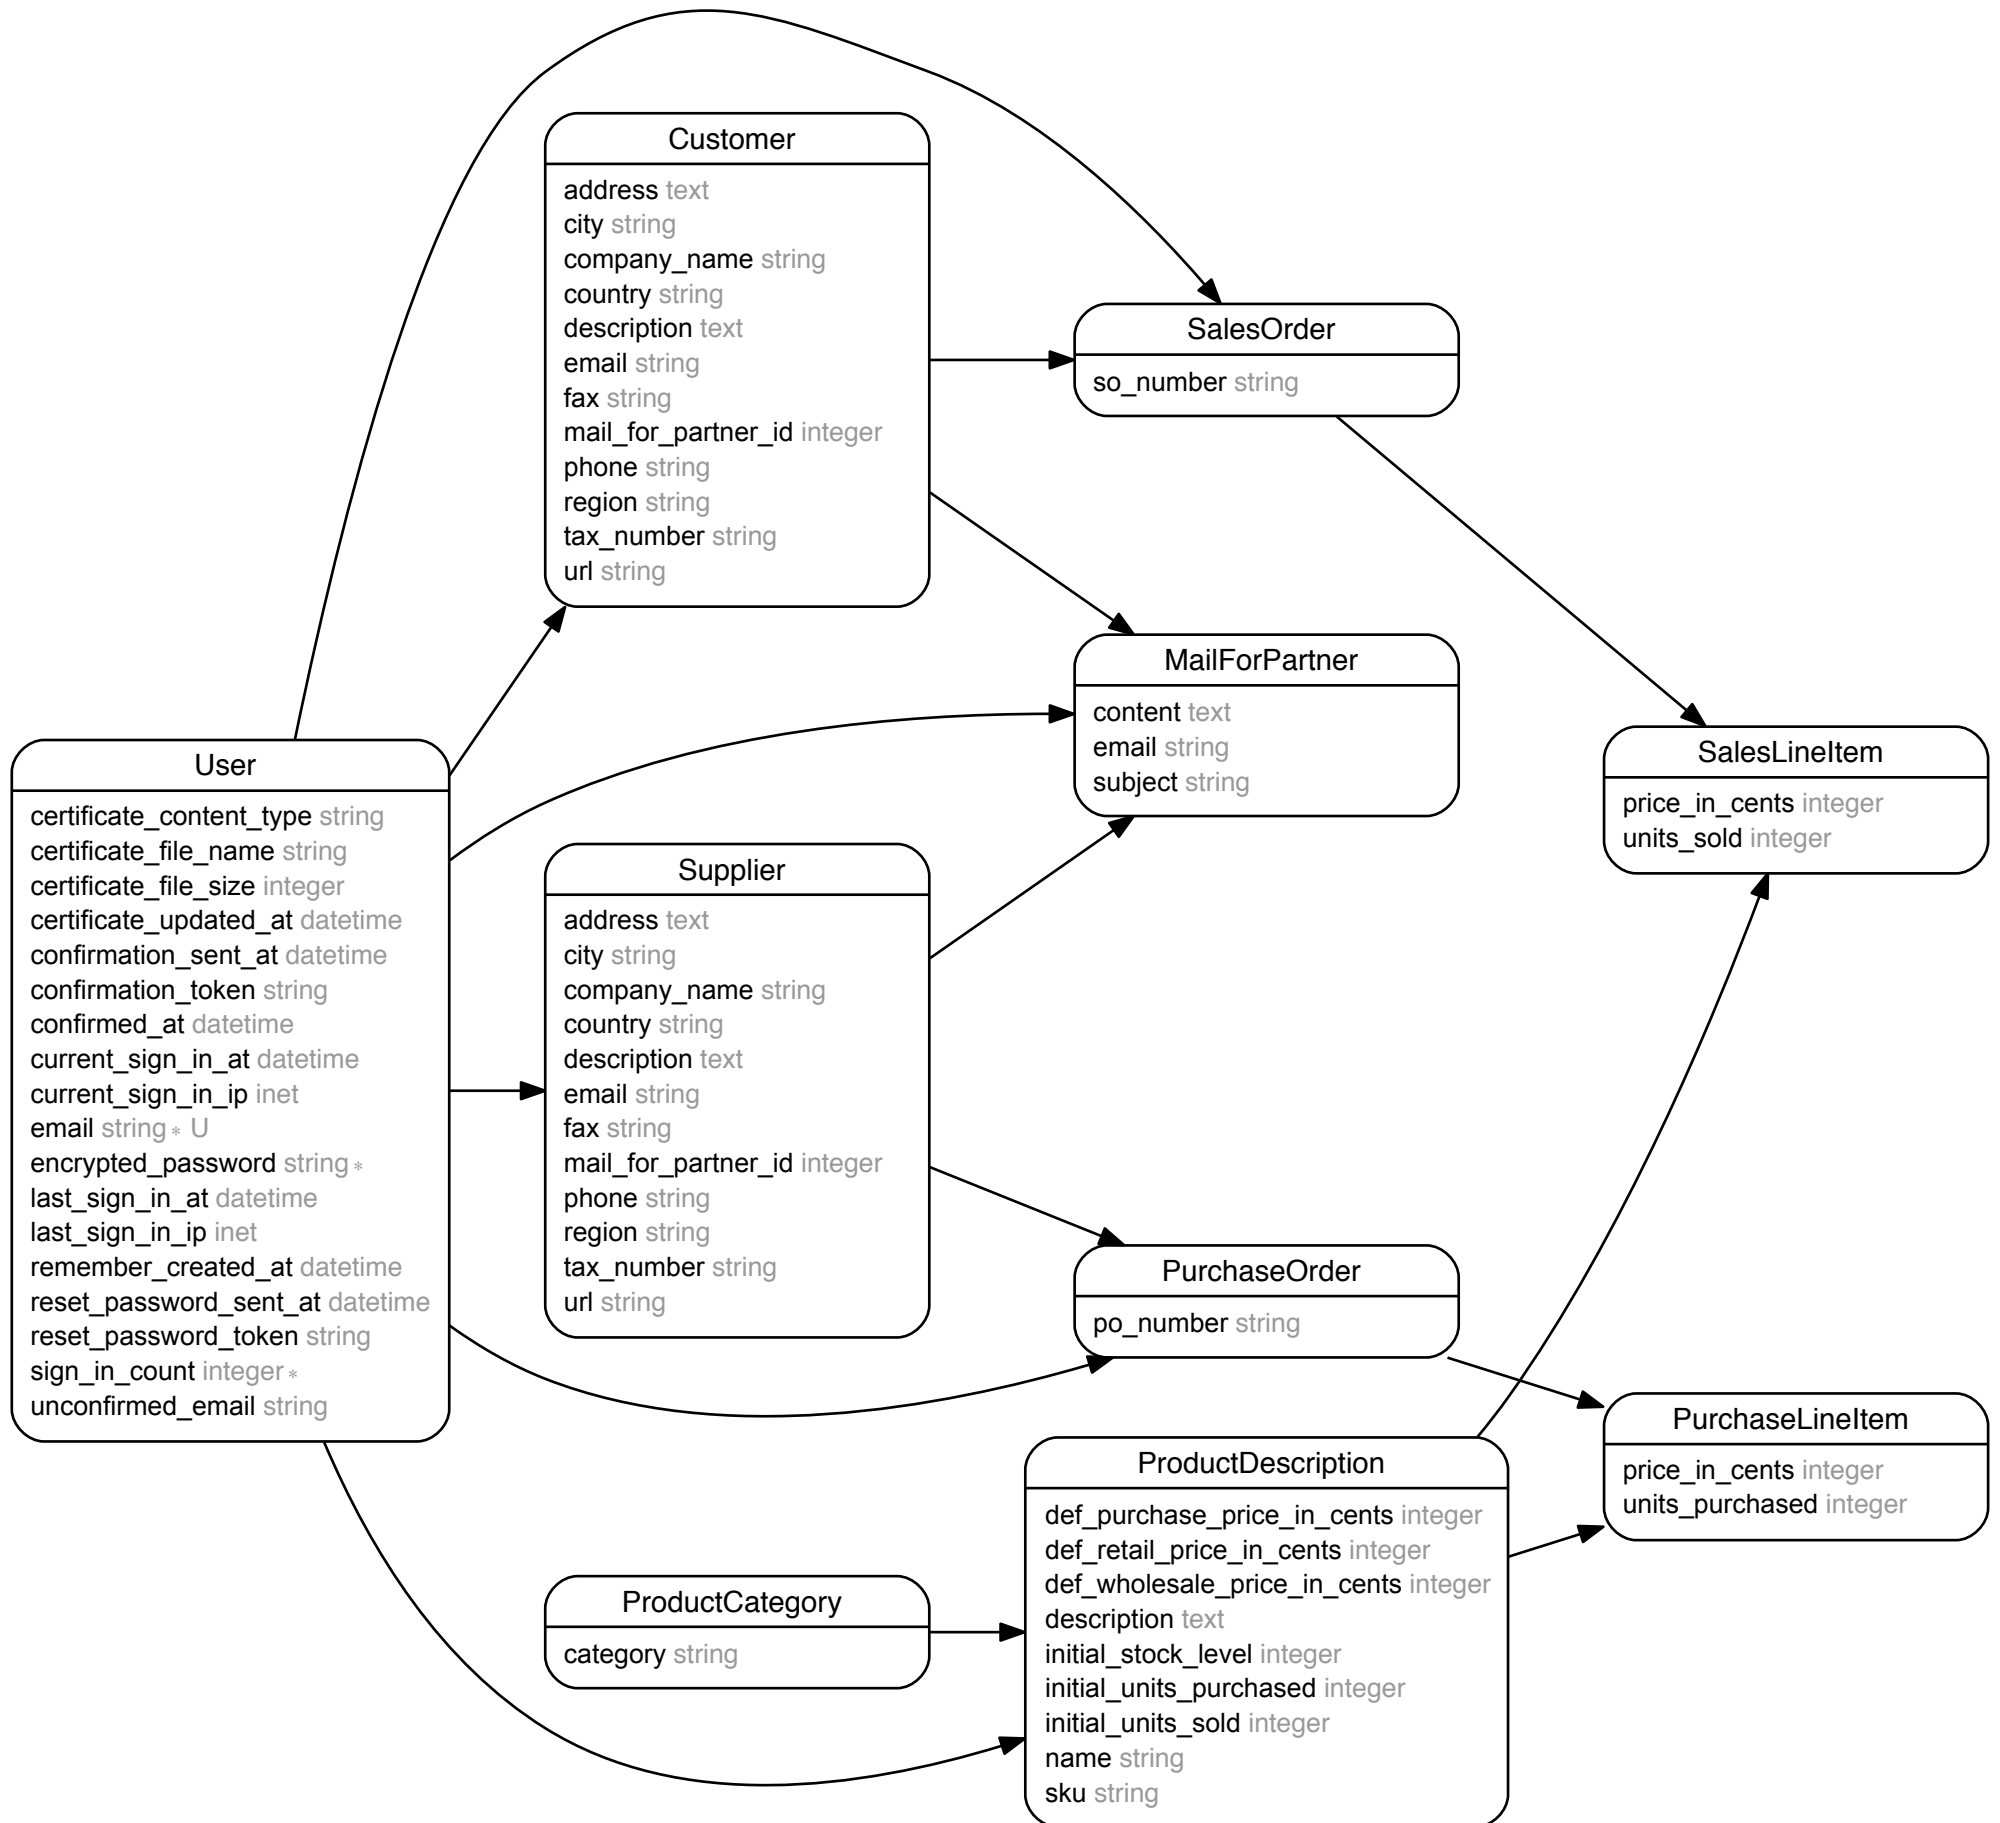 Customer
address text
city string
company_name string
country string
description text
email string
fax string
mail_for_partner_id integer
phone string
region string
tax_number string
url string
SalesOrder
so_number string
MailForPartner
content text
email string
subject string
SalesLineItem
price_in_cents integer
units_sold integer
User
certificate_content_type string
certificate_file_name string
certificate_file_size integer
certificate_updated_at datetime
confirmation_sent_at datetime
confirmation_token string
confirmed_at datetime
current_sign_in_at datetime
current_sign_in_ip inet
email string* U
encrypted_password string*
last_sign_in_at datetime
last_sign_in_ip inet
remember_created_at datetime
reset_password_sent_at datetime
reset_password_token string
sign_in_count integer*
unconfirmed_email string
Supplier
address text
city string
company_name string
country string
description text
email string
fax string
mail_for_partner_id integer
phone string
region string
tax_number string
url string
PurchaseOrder
po_number string
PurchaseLineItem
price_in_cents integer
units_purchased integer
ProductCategory
category string
ProductDescription
def_purchase_price_in_cents integer
def_retail_price_in_cents integer
def_wholesale_price_in_cents integer
description text
initial_stock_level integer
initial_units_purchased integer
initial_units_sold integer
name string
sku string